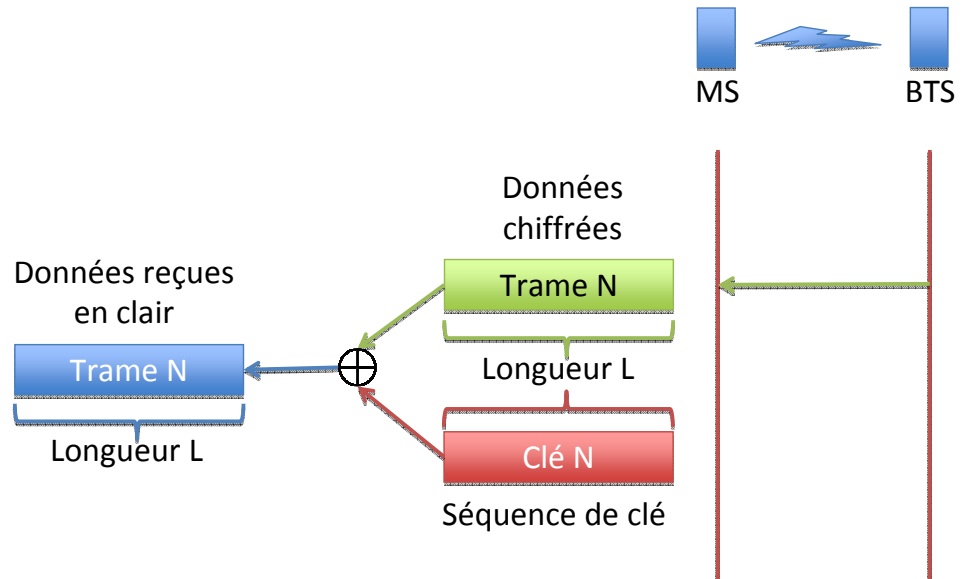 MS
BTS
Données
chiffrées
Données reçues
en clair
Trame N
Trame N
Longueur L
Longueur L
Clé N
Séquence de clé